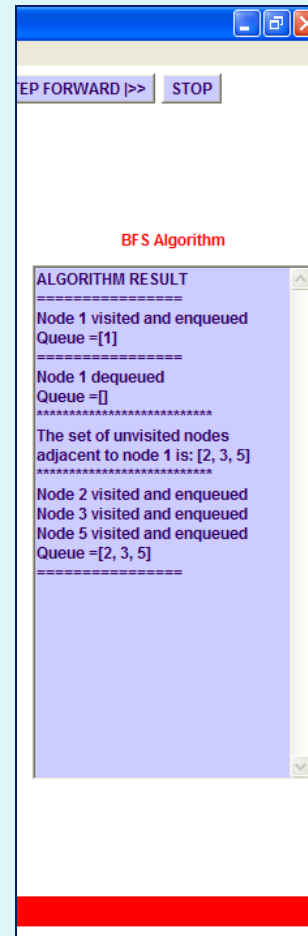 TEP FORWARD |>> STOP
BFS Algorithm
ALGORITHM RESULT
================
Node 1 visited and enqueued
Queue =[1]
================
Node 1 dequeued
Queue =[]
***************************
The set of unvisited nodes
adjacent to node 1 is: [2, 3, 5]
***************************
Node 2 visited and enqueued
Node 3 visited and enqueued
Node 5 visited and enqueued
Queue =[2, 3, 5]
================